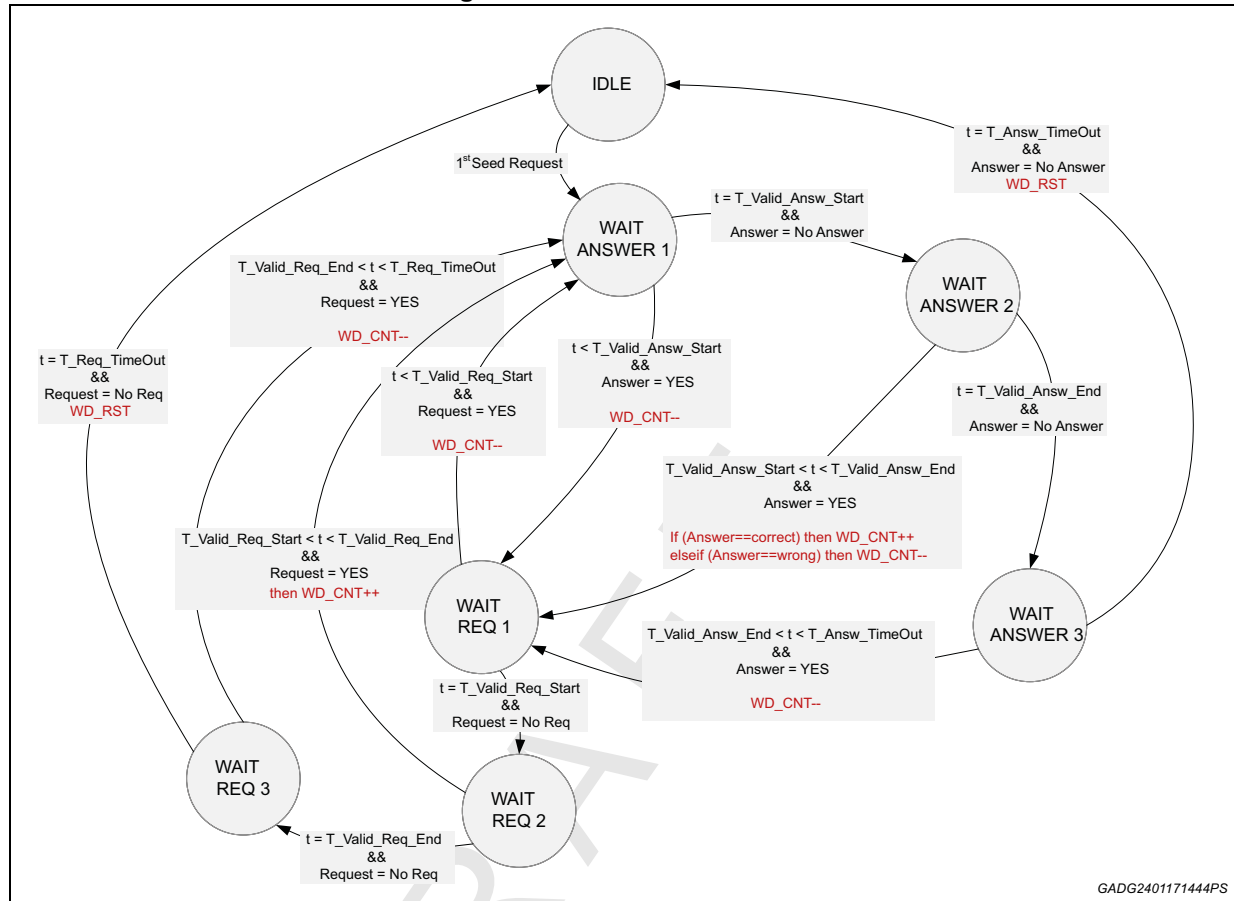 IDLE
t = T_Answ_TimeOut
&&
Answer = No Answer
WD_RST
1st Seed Request
WAIT
ANSWER 1
t = T_Valid_Answ_Start
&&
Answer = No Answer
T_Valid_Req_End < t < T_Req_TimeOut
&&
Request = YES
WD_CNT--
WAIT
ANSWER 2
t = T_Req_TimeOut
&&
Request = No Req
WD_RST
t < T_Valid_Req_Start
&&
Request = YES
WD_CNT--
t < T_Valid_Answ_Start
&&
Answer = YES
WD_CNT--
t = T_Valid_Answ_End
&&
Answer = No Answer
T_Valid_Answ_Start < t < T_Valid_Answ_End
&&
Answer = YES
If (Answer==correct) then WD_CNT++
elseif (Answer==wrong) then WD_CNT--
T_Valid_Req_Start < t < T_Valid_Req_End
&&
Request = YES
then WD_CNT++
WAIT
REQ 1
WAIT
ANSWER 3
T_Valid_Answ_End < t < T_Answ_TimeOut
&&
Answer = YES
WD_CNT--
t = T_Valid_Req_Start
&&
Request = No Req
WAIT
REQ 3
WAIT
REQ 2
t = T_Valid_Req_End
&&
Request = No Req
GADG2401171444PS